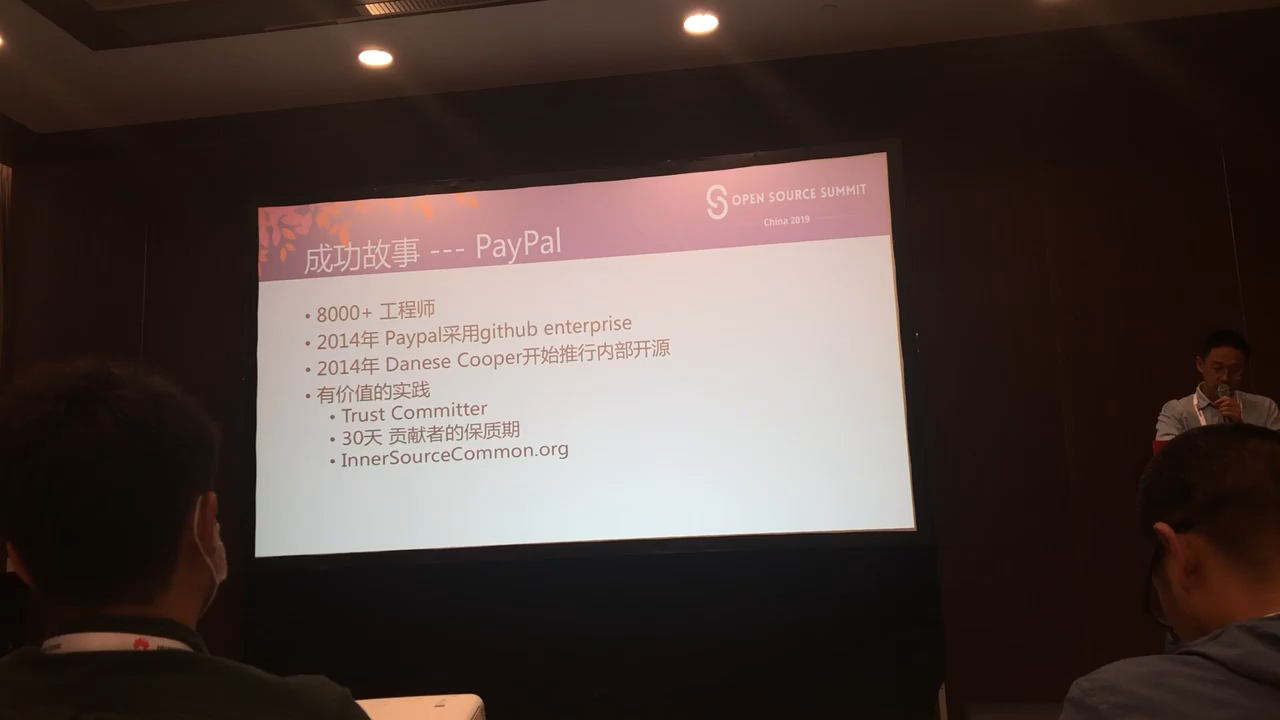 OPEN SOURCE SUMMIT
China 2019
成功故事 --- PayPal
• 8000+ 工程师
• 2014年 Paypal采用github enterprise
• 2014年 Danese Cooper开始推行内部开源
• 有价值的实践
• Trust Committer
• 30天 贡献者的保质期
• InnerSourceCommon.org